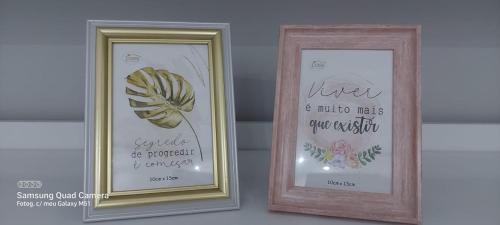 Segredo
de progredir
é começar
10cm x 15cm
Viver
é muito mais
que existir
10cm x 15cm
Samsung Quad Camera
Fotog. c/ meu Galaxy M51